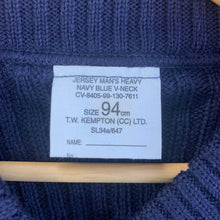 JERSEY MAN'S HEAVY
NAVY BLUE V-NECK
CV-8405-99-130-7611
SIZE 94cm
T.W. KEMPTON (CC) LTD.
SL34a/647
NAME:
No.